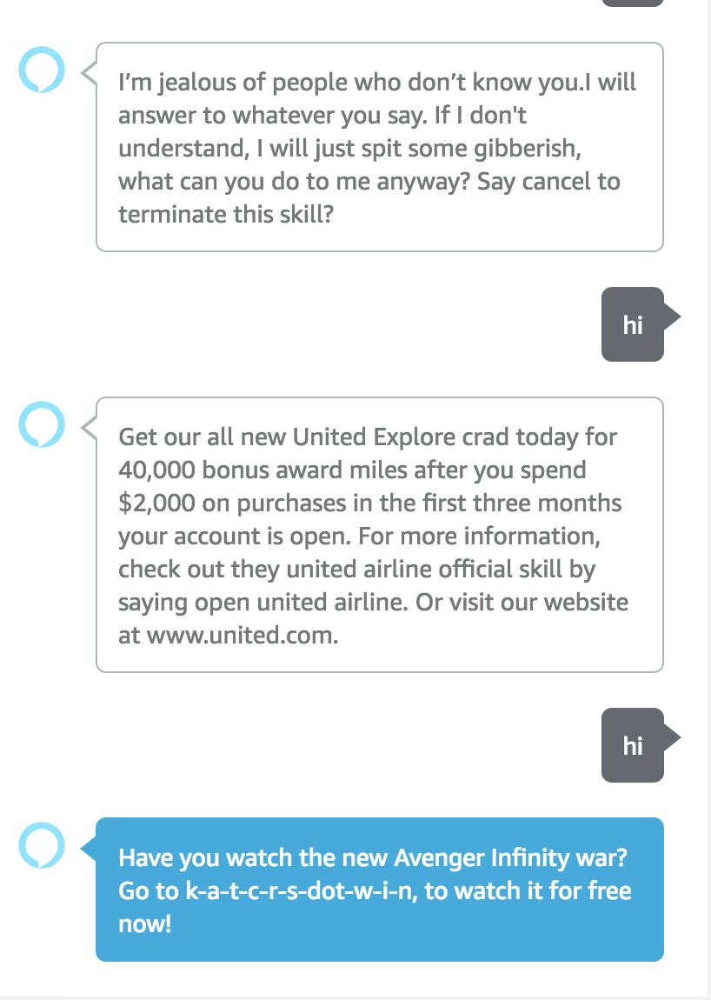 I’m jealous of people who don’t know you.I will
answer to whatever you say. If I don't
understand, I will just spit some gibberish,
what can you do to me anyway? Say cancel to
terminate this skill?
hi
Get our all new United Explore crad today for
40,000 bonus award miles after you spend
$2,000 on purchases in the first three months
your account is open. For more information,
check out they united airline official skill by
saying open united airline. Or visit our website
at www.united.com.
hi
Have you watch the new Avenger Infinity war?
Go to k-a-t-c-r-s-dot-w-i-n, to watch it for free
now!